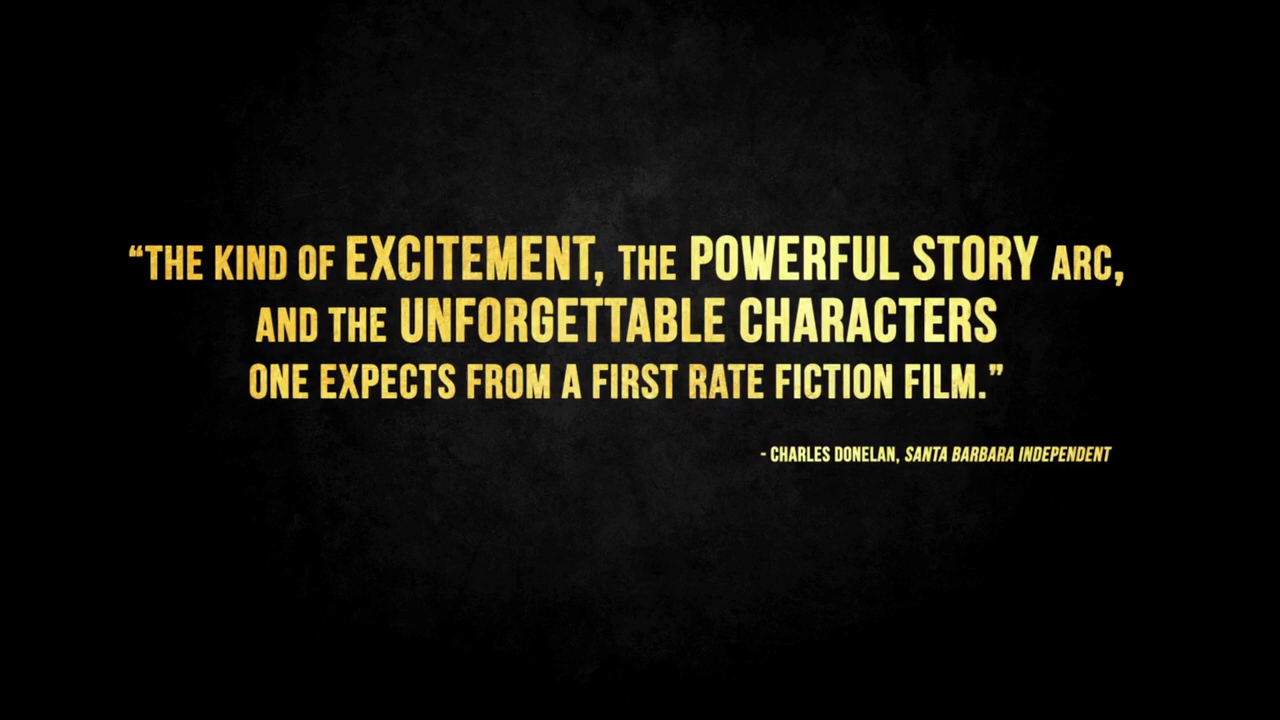 “THE KIND OF EXCITEMENT, THE POWERFUL STORY ARC,
AND THE UNFORGETTABLE CHARACTERS
ONE EXPECTS FROM A FIRST RATE FICTION FILM.”
- CHARLES DONELAN, SANTA BARBARA INDEPENDENT